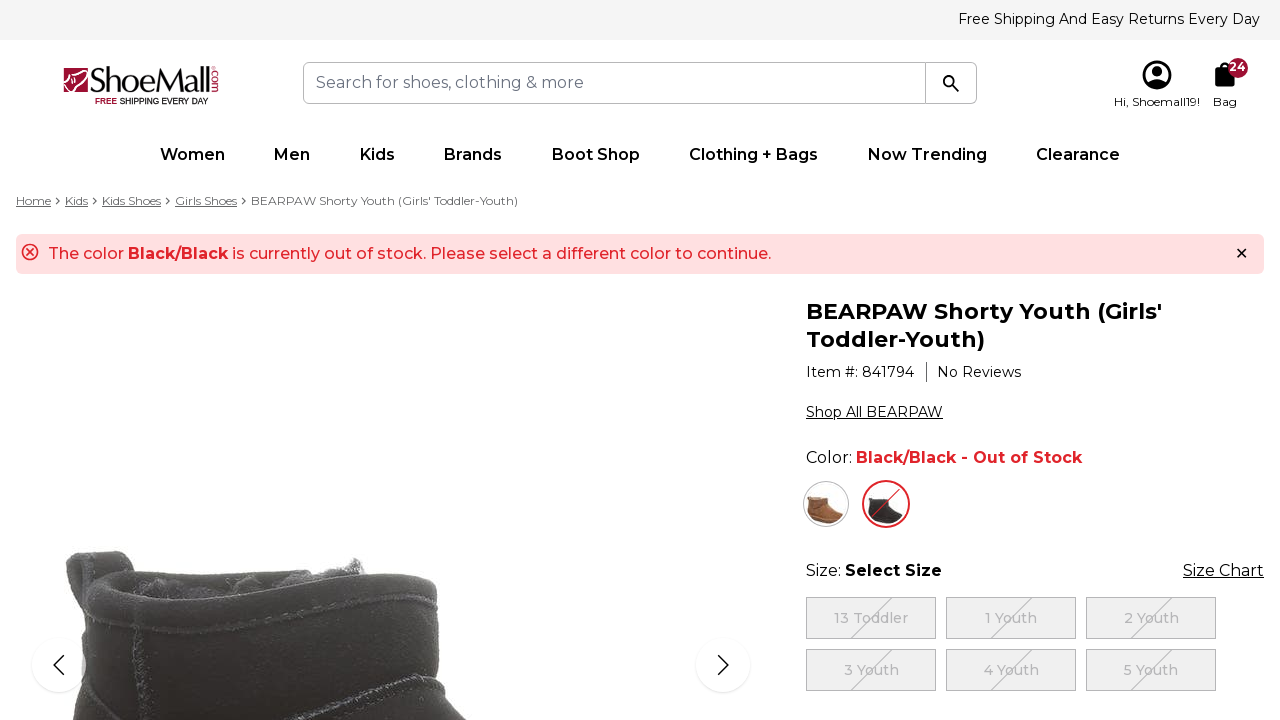 Free Shipping And Easy Returns Every Day
ShoeMall.com
FREE SHIPPING EVERY DAY
Search for shoes, clothing & more
24
Hi, Shoemall19!
Bag
Women Men Kids Brands Boot Shop Clothing + Bags Now Trending Clearance
Home > Kids > Kids Shoes > Girls Shoes > BEARPAW Shorty Youth (Girls' Toddler-Youth)
The color Black/Black is currently out of stock. Please select a different color to continue.
BEARPAW Shorty Youth (Girls'
Toddler-Youth)
Item #: 841794 No Reviews
Shop All BEARPAW
Color: Black/Black - Out of Stock
Size: Select Size Size Chart
13 Toddler 1 Youth 2 Youth
3 Youth 4 Youth 5 Youth